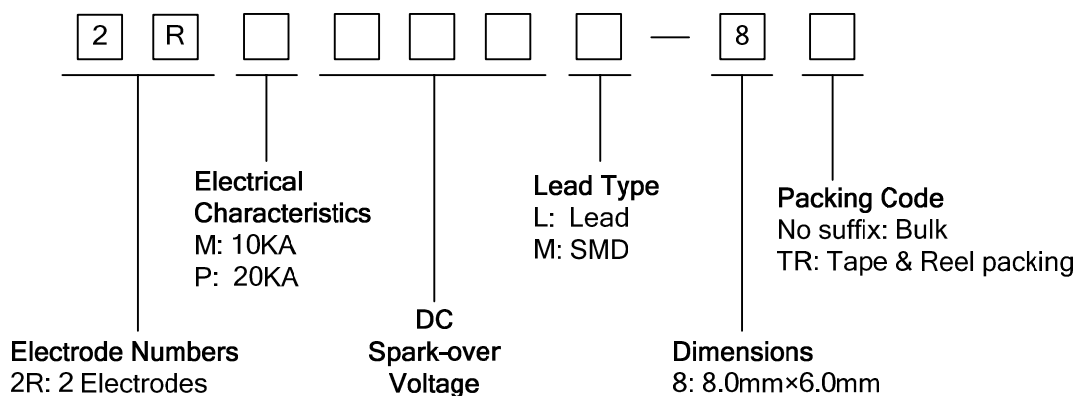 2 R — 8
Electrical
Characteristics
M: 10KA
P: 20KA
Lead Type
L: Lead
M: SMD
Packing Code
No suffix: Bulk
TR: Tape & Reel packing
Electrode Numbers
2R: 2 Electrodes
DC
Spark-over
Voltage
Dimensions
8: 8.0mm×6.0mm